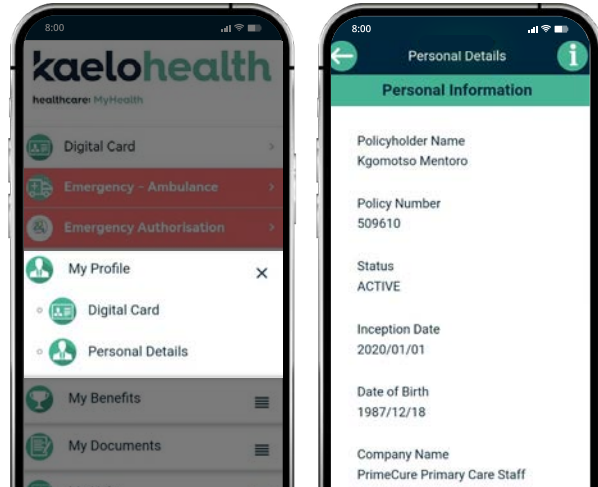 8:00
kaelohealth
healthcare: MyHealth
Digital Card
Emergency - Ambulance
Emergency Authorisation
My Profile
Digital Card
Personal Details
My Benefits
My Documents
8:00
Personal Details
Personal Information
Policyholder Name
Kgomotso Mentoro
Policy Number
509610
Status
ACTIVE
Inception Date
2020/01/01
Date of Birth
1987/12/18
Company Name
PrimeCure Primary Care Staff